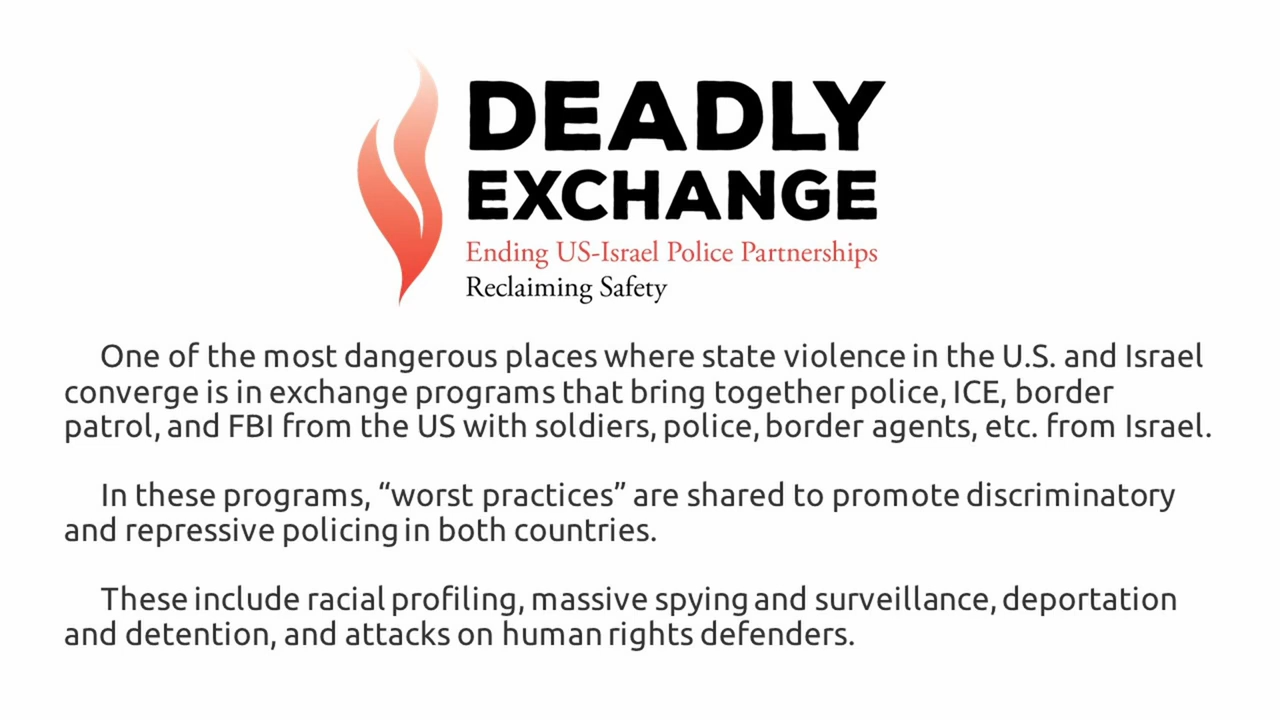 DEADLY
EXCHANGE
Ending US-Israel Police Partnerships
Reclaiming Safety
One of the most dangerous places where state violence in the U.S. and Israel
converge is in exchange programs that bring together police, ICE, border
patrol, and FBI from the US with soldiers, police, border agents, etc. from Israel.
In these programs, “worst practices” are shared to promote discriminatory
and repressive policing in both countries.
These include racial profiling, massive spying and surveillance, deportation
and detention, and attacks on human rights defenders.